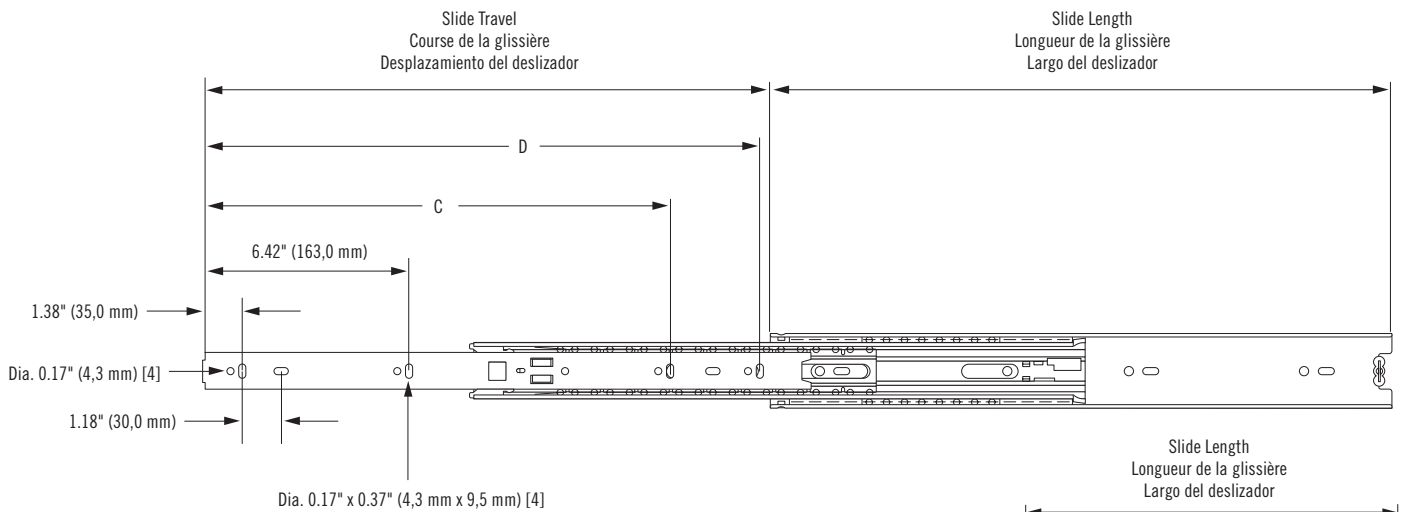 Slide Travel
Course de la glissière
Desplazamiento del deslizador
Slide Length
Longueur de la glissière
Largo del deslizador
D
C
6.42" (163,0 mm)
1.38" (35,0 mm)
Dia. 0.17" (4,3 mm) [4]
1.18" (30,0 mm)
Dia. 0.17" x 0.37" (4,3 mm x 9,5 mm) [4]
Slide Length
Longueur de la glissière
Largo del deslizador